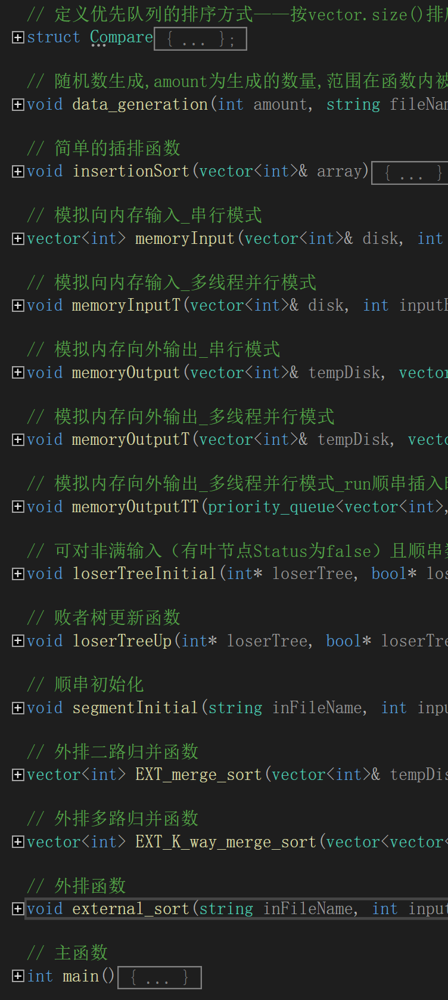 // 定义优先队列的排序方式——按vector.size()排
struct Compare{ ... };
// 随机数生成,amount为生成的数量,范围在函数内
void data_generation(int amount, string fileNam
// 简单的插排函数
void insertionSort(vector<int>& array){ ... }
// 模拟向内存输入_串行模式
vector<int> memoryInput(vector<int>& disk, int
// 模拟向内存输入_多线程并行模式
void memoryInputT(vector<int>& disk, int input
// 模拟内存向外输出_串行模式
void memoryOutput(vector<int>& tempDisk, vector
// 模拟内存向外输出_多线程并行模式
void memoryOutputT(vector<int>& tempDisk, vecto
// 模拟内存向外输出_多线程并行模式_run顺串插入
void memoryOutputTT(priority_queue<vector<int>,
// 可对非满输入（有叶节点Status为false）且顺串
void loserTreeInitial(int* loserTree, bool* los
// 败者树更新函数
void loserTreeUp(int* loserTree, bool* loserTre
// 顺串初始化
void segmentInitial(string inFileName, int inpu
// 外排二路归并函数
vector<int> EXT_merge_sort(vector<int>& tempDis
// 外排多路归并函数
vector<int> EXT_K_way_merge_sort(vector<vector<
// 外排函数
void external_sort(string inFileName, int input
// 主函数
int main(){ ... }